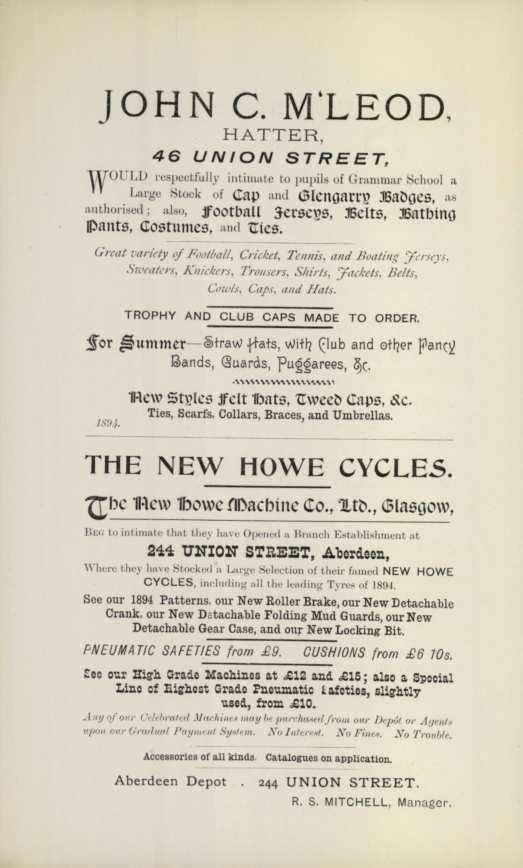 JOHN C. M‘LEOD,
HATTER,
46 UNION STREET,
WOULD respectfully intimate to pupils of Grammar School a
Large Stock of Cap and Glengarry Badges, as
authorised; also, Football Jerseys, Belts, Bathing
Pants, Costumes, and Ties.
Great variety of Football, Cricket, Tennis, and Boating Jerseys,
Sweaters, Knickers, Trousers, Shirts, Jackets, Belts,
Cowls, Caps, and Hats.
TROPHY AND CLUB CAPS MADE TO ORDER.
For Summer—Straw Hats, with Club and other Fancy
Bands, Guards, Puggarees, &c.
New Styles Felt Hats, Tweed Caps, &c.
Ties, Scarfs, Collars, Braces, and Umbrellas.
1894.
THE NEW HOWE CYCLES.
The New Howe Machine Co., Ltd., Glasgow,
BEG to intimate that they have Opened a Branch Establishment at
244 UNION STREET, Aberdeen,
Where they have Stocked a Large Selection of their famed NEW HOWE
CYCLES, including all the leading Tyres of 1894.
See our 1894 Patterns, our New Roller Brake, our New Detachable
Crank, our New Detachable Folding Mud Guards, our New
Detachable Gear Case, and our New Locking Bit.
PNEUMATIC SAFETIES from £9. CUSHIONS from £6 10s.
See our High Grade Machines at £12 and £15; also a Special
Line of Highest Grade Pneumatic Safeties, slightly
used, from £10.
Any of our Celebrated Machines may be purchased from our Depôt or Agents
upon our Gradual Payment System. No Interest. No Fines. No Trouble.
Accessories of all kinds. Catalogues on application.
Aberdeen Depot . 244 UNION STREET.
R. S. MITCHELL, Manager.